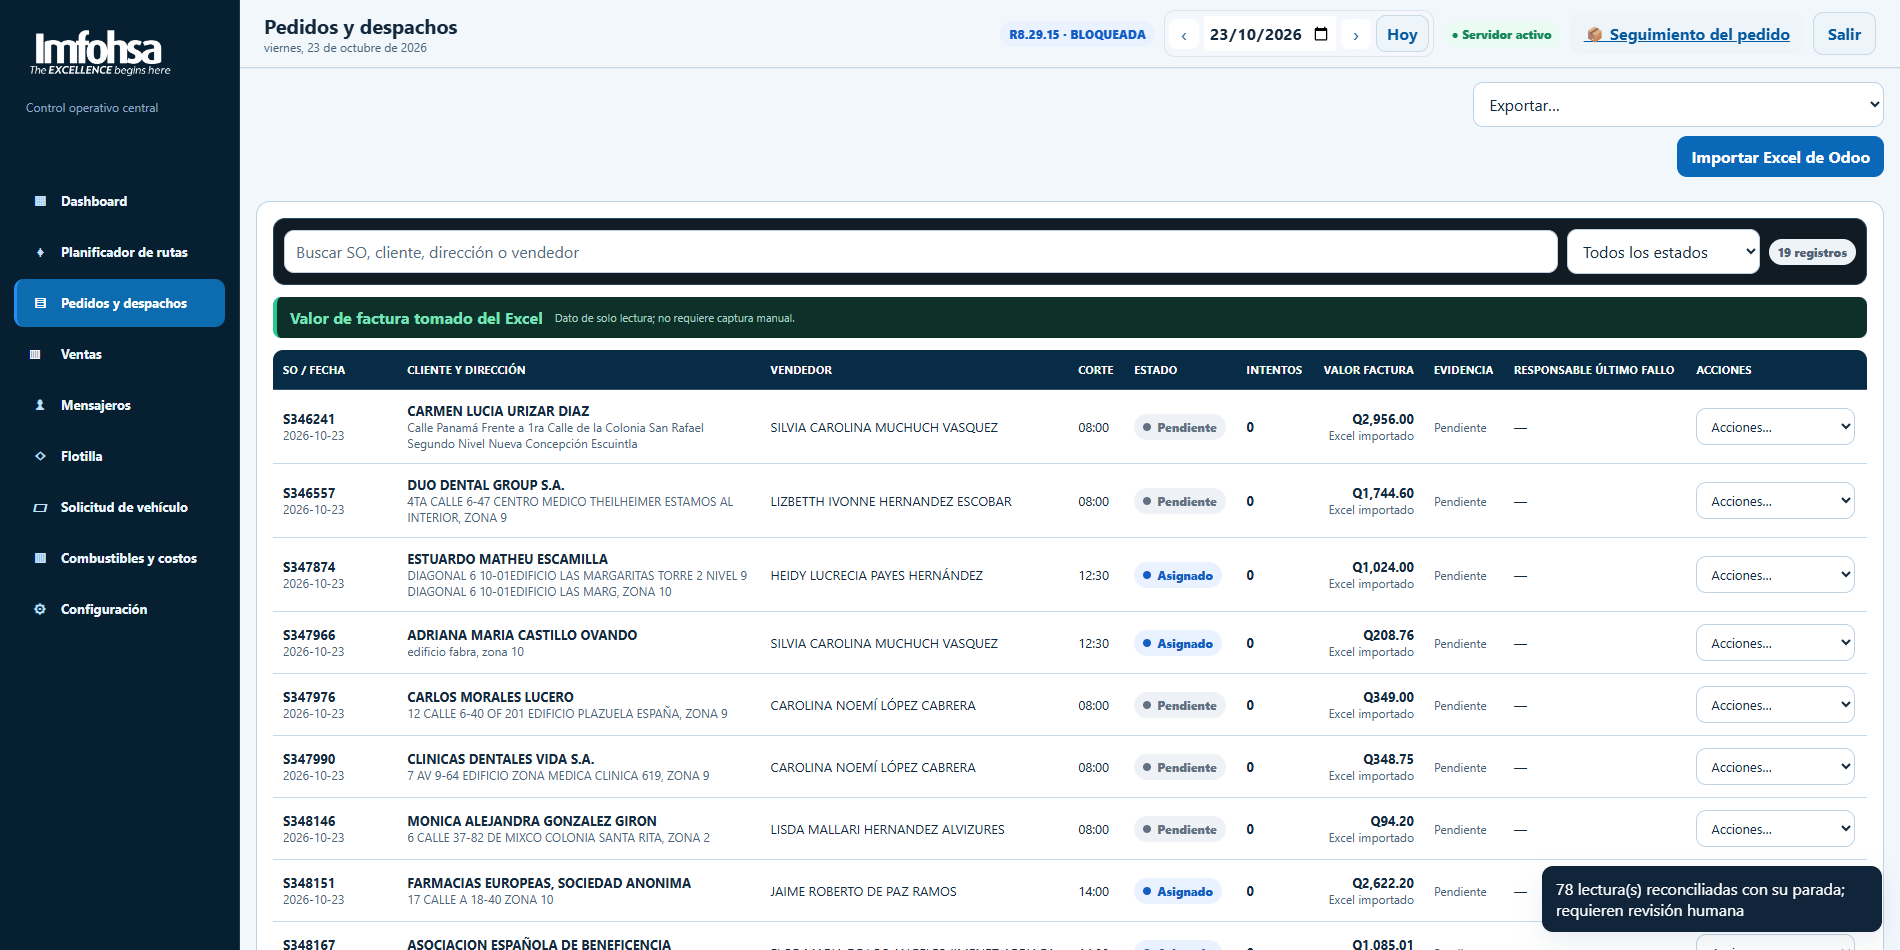 Imfohsa
The EXCELLENCE begins here
Control operativo central
Dashboard
Planificador de rutas
Pedidos y despachos
Ventas
Mensajeros
Flotilla
Solicitud de vehículo
Combustibles y costos
Configuración
Pedidos y despachos
viernes, 23 de octubre de 2026
R8.29.15 · BLOQUEADA
‹ 23/10/2026 › Hoy
• Servidor activo
📦 Seguimiento del pedido
Salir
Exportar...
Importar Excel de Odoo
Buscar SO, cliente, dirección o vendedor
Todos los estados
19 registros
Valor de factura tomado del Excel Dato de solo lectura; no requiere captura manual.
SO / FECHA CLIENTE Y DIRECCIÓN VENDEDOR CORTE ESTADO INTENTOS VALOR FACTURA EVIDENCIA RESPONSABLE ÚLTIMO FALLO ACCIONES
S346241
2026-10-23
CARMEN LUCIA URIZAR DIAZ
Calle Panamá Frente a 1ra Calle de la Colonia San Rafael
Segundo Nivel Nueva Concepción Escuintla
SILVIA CAROLINA MUCHUCH VASQUEZ 08:00 Pendiente 0
Q2,956.00
Excel importado
Pendiente — Acciones...
S346557
2026-10-23
DUO DENTAL GROUP S.A.
4TA CALLE 6-47 CENTRO MEDICO THEILHEIMER ESTAMOS AL
INTERIOR, ZONA 9
LIZBETTH IVONNE HERNANDEZ ESCOBAR 08:00 Pendiente 0
Q1,744.60
Excel importado
Pendiente — Acciones...
S347874
2026-10-23
ESTUARDO MATHEU ESCAMILLA
DIAGONAL 6 10-01EDIFICIO LAS MARGARITAS TORRE 2 NIVEL 9
DIAGONAL 6 10-01EDIFICIO LAS MARG, ZONA 10
HEIDY LUCRECIA PAYES HERNÁNDEZ 12:30 Asignado 0
Q1,024.00
Excel importado
Pendiente — Acciones...
S347966
2026-10-23
ADRIANA MARIA CASTILLO OVANDO
edificio fabra, zona 10
SILVIA CAROLINA MUCHUCH VASQUEZ 12:30 Asignado 0
Q208.76
Excel importado
Pendiente — Acciones...
S347976
2026-10-23
CARLOS MORALES LUCERO
12 CALLE 6-40 OF 201 EDIFICIO PLAZUELA ESPAÑA, ZONA 9
CAROLINA NOEMÍ LÓPEZ CABRERA 08:00 Pendiente 0
Q349.00
Excel importado
Pendiente — Acciones...
S347990
2026-10-23
CLINICAS DENTALES VIDA S.A.
7 AV 9-64 EDIFICIO ZONA MEDICA CLINICA 619, ZONA 9
CAROLINA NOEMÍ LÓPEZ CABRERA 08:00 Pendiente 0
Q348.75
Excel importado
Pendiente — Acciones...
S348146
2026-10-23
MONICA ALEJANDRA GONZALEZ GIRON
6 CALLE 37-82 DE MIXCO COLONIA SANTA RITA, ZONA 2
LISDA MALLARI HERNANDEZ ALVIZURES 08:00 Pendiente 0
Q94.20
Excel importado
Pendiente — Acciones...
S348151
2026-10-23
FARMACIAS EUROPEAS, SOCIEDAD ANONIMA
17 CALLE A 18-40 ZONA 10
JAIME ROBERTO DE PAZ RAMOS 14:00 Asignado 0
Q2,622.20
Excel importado
Pendiente —
S348167
ASOCIACION ESPAÑOLA DE BENEFICENCIA
Q1,085.01
78 lectura(s) reconciliadas con su parada;
requieren revisión humana